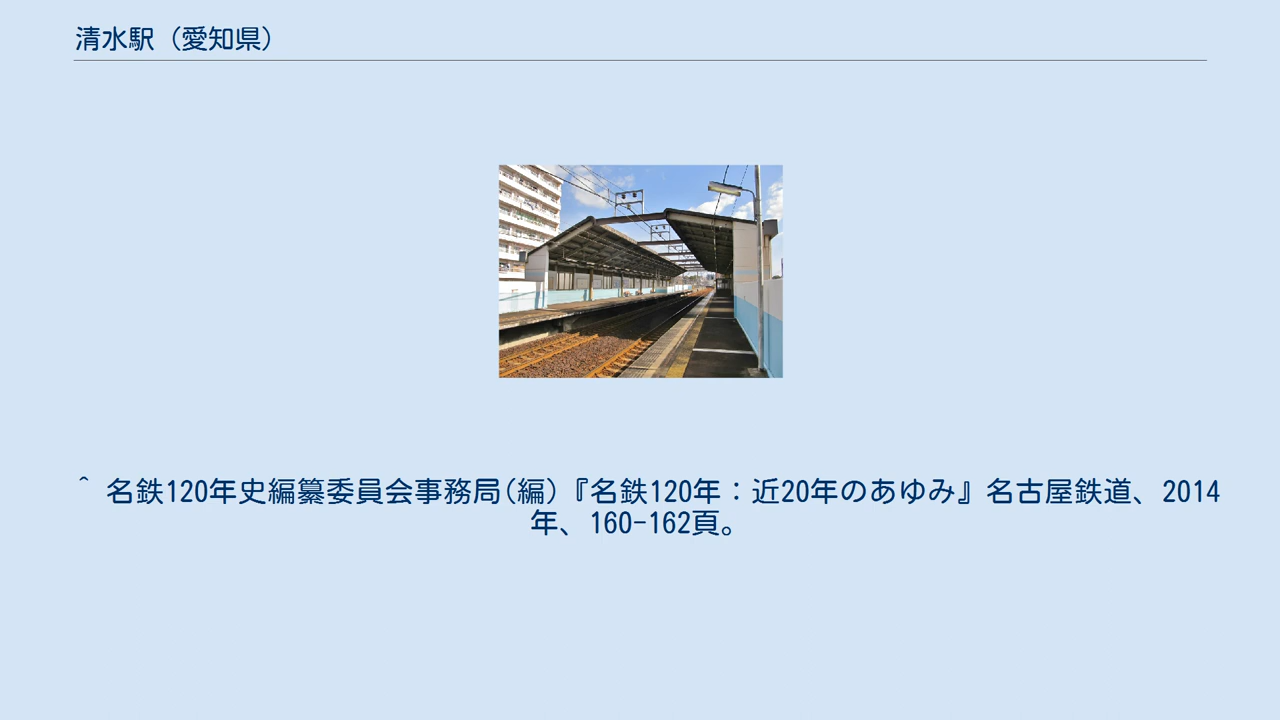 清水駅（愛知県）
^ 名鉄120年史編纂委員会事務局(編)『名鉄120年：近20年のあゆみ』名古屋鉄道、2014
年、160-162頁。